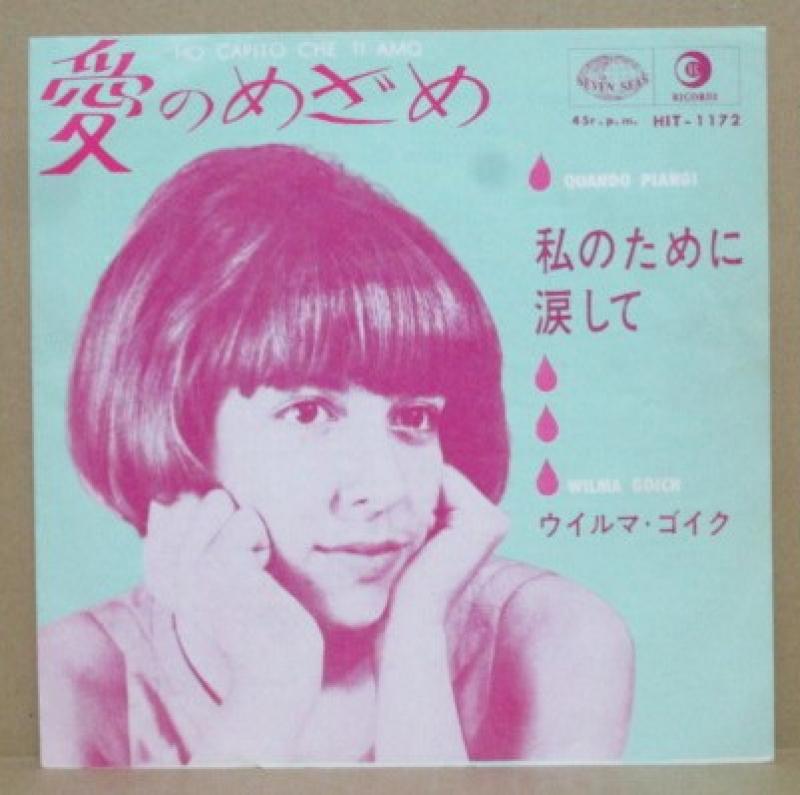 HO CAPITO CHE TI AMO
愛のめざめ
SEVEN SEAS
RICORDI
45r.p.m. HIT-1172
QUANDO PIANGI
私のために
涙して
WILMA GOICH
ウイルマ・ゴイク